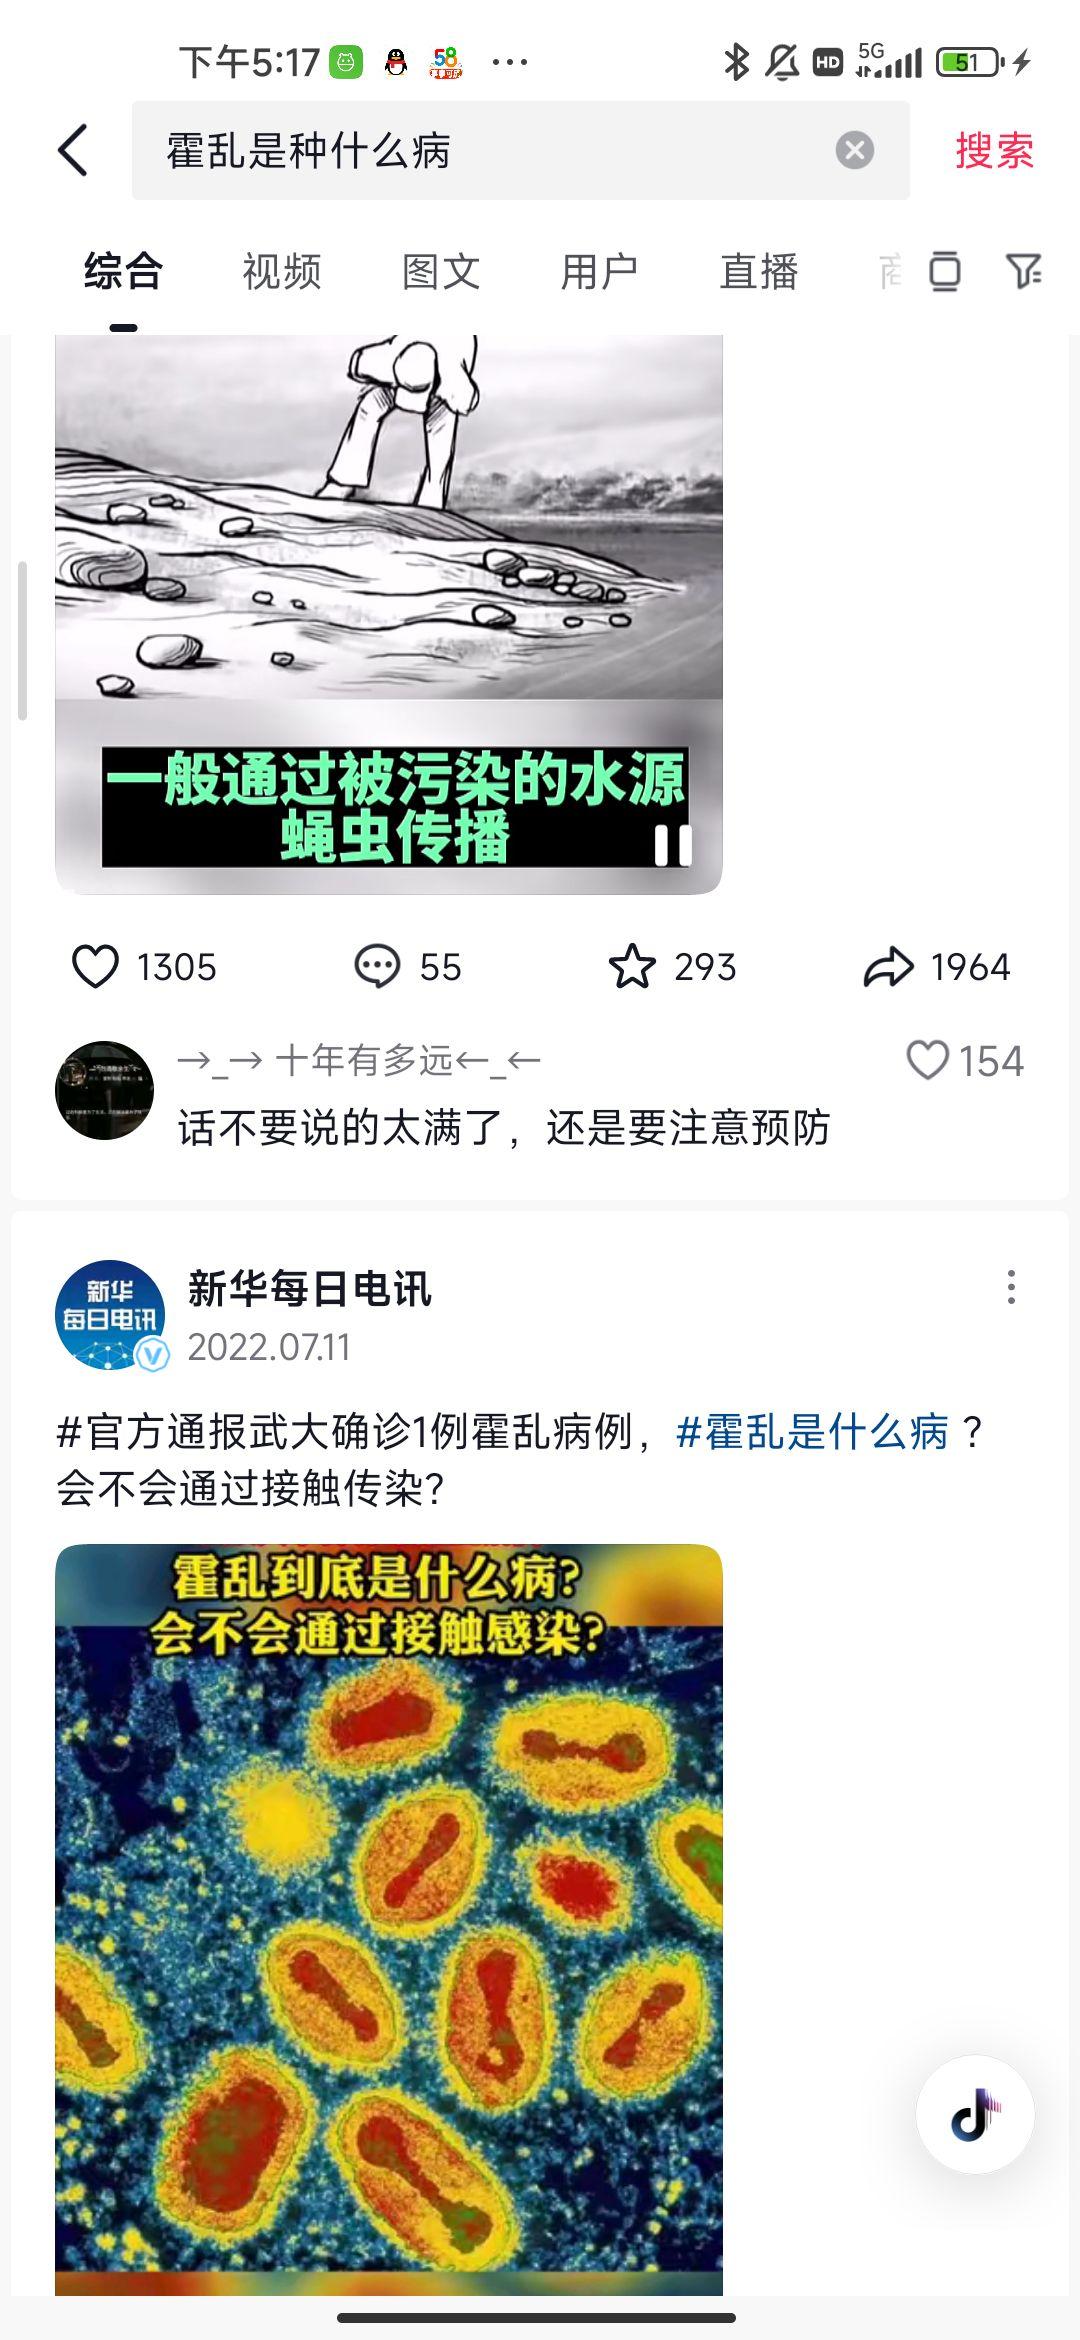 下午5:17
58
HD
5G
51
霍乱是种什么病
搜索
综合
视频
图文
用户
直播
一般通过被污染的水源
蝇虫传播
1305
55
293
1964
→_→ 十年有多远←_←
154
话不要说的太满了，还是要注意预防
新华
每日电讯
新华每日电讯
2022.07.11
#官方通报武大确诊1例霍乱病例，#霍乱是什么病 ？
会不会通过接触传染？
霍乱到底是什么病？
会不会通过接触感染？